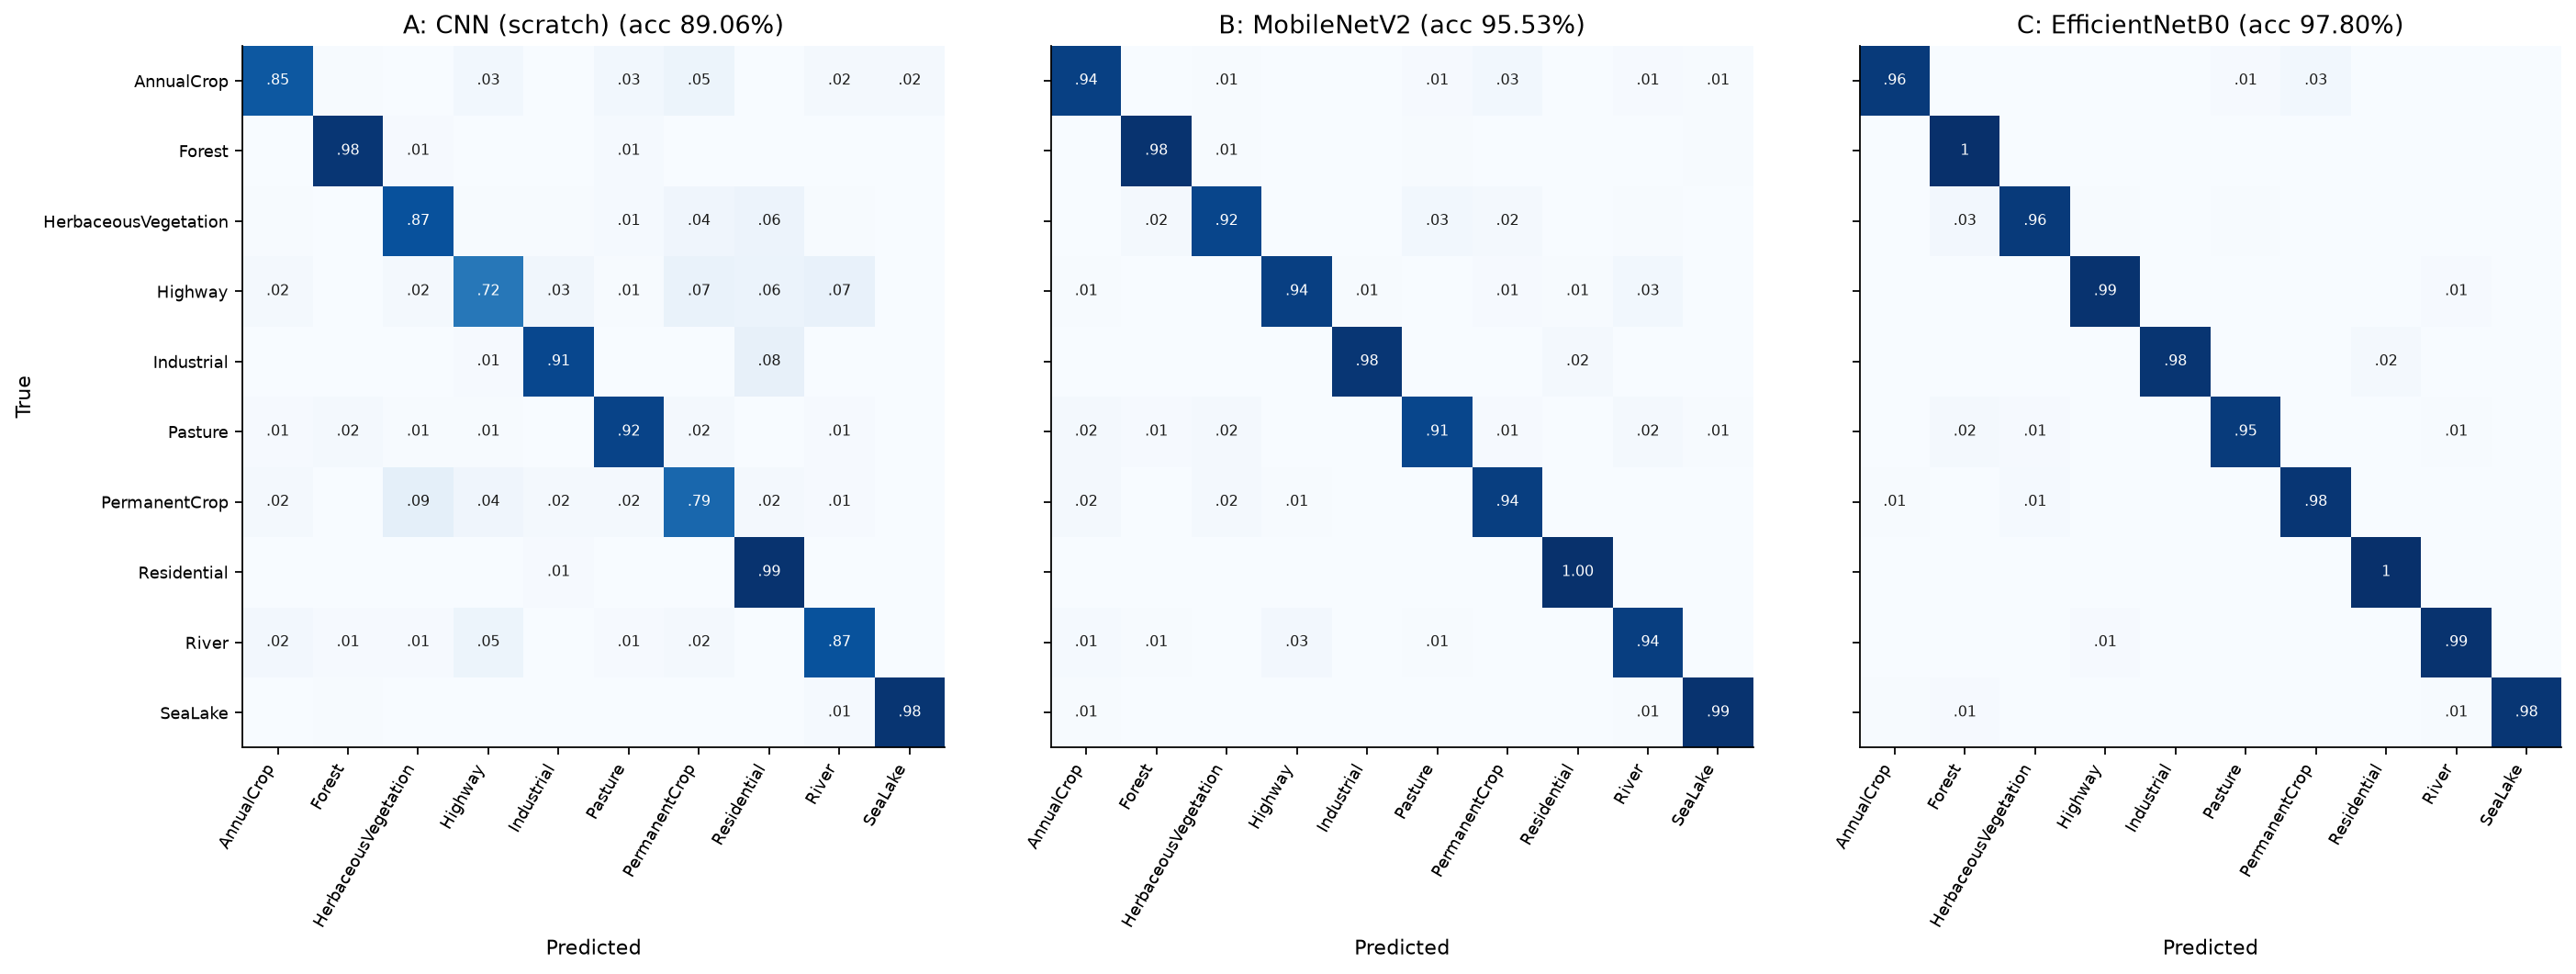 A: CNN (scratch) (acc 89.06%)
B: MobileNetV2 (acc 95.53%)
C: EfficientNetB0 (acc 97.80%)
True
AnnualCrop .85 .03 .03 .05 .02 .02 .94 .01 .01 .03 .01 .01 .96 .01 .03
Forest .98 .01 .01 .98 .01 1
HerbaceousVegetation .87 .01 .04 .06 .02 .92 .03 .02 .03 .96
Highway .02 .02 .72 .03 .01 .07 .06 .07 .01 .94 .01 .01 .01 .03 .99 .01
Industrial .01 .91 .08 .98 .02 .98 .02
Pasture .01 .02 .01 .01 .92 .02 .01 .02 .01 .02 .91 .01 .02 .01 .02 .01 .95 .01
PermanentCrop .02 .09 .04 .02 .02 .79 .02 .01 .02 .02 .01 .94 .01 .01 .98
Residential .01 .99 1.00 1
River .02 .01 .01 .05 .01 .02 .87 .01 .01 .03 .01 .94 .01 .99
SeaLake .01 .98 .01 .01 .99 .01 .01 .98
AnnualCrop Forest HerbaceousVegetation Highway Industrial Pasture PermanentCrop Residential River SeaLake
AnnualCrop Forest HerbaceousVegetation Highway Industrial Pasture PermanentCrop Residential River SeaLake
AnnualCrop Forest HerbaceousVegetation Highway Industrial Pasture PermanentCrop Residential River SeaLake
Predicted
Predicted
Predicted